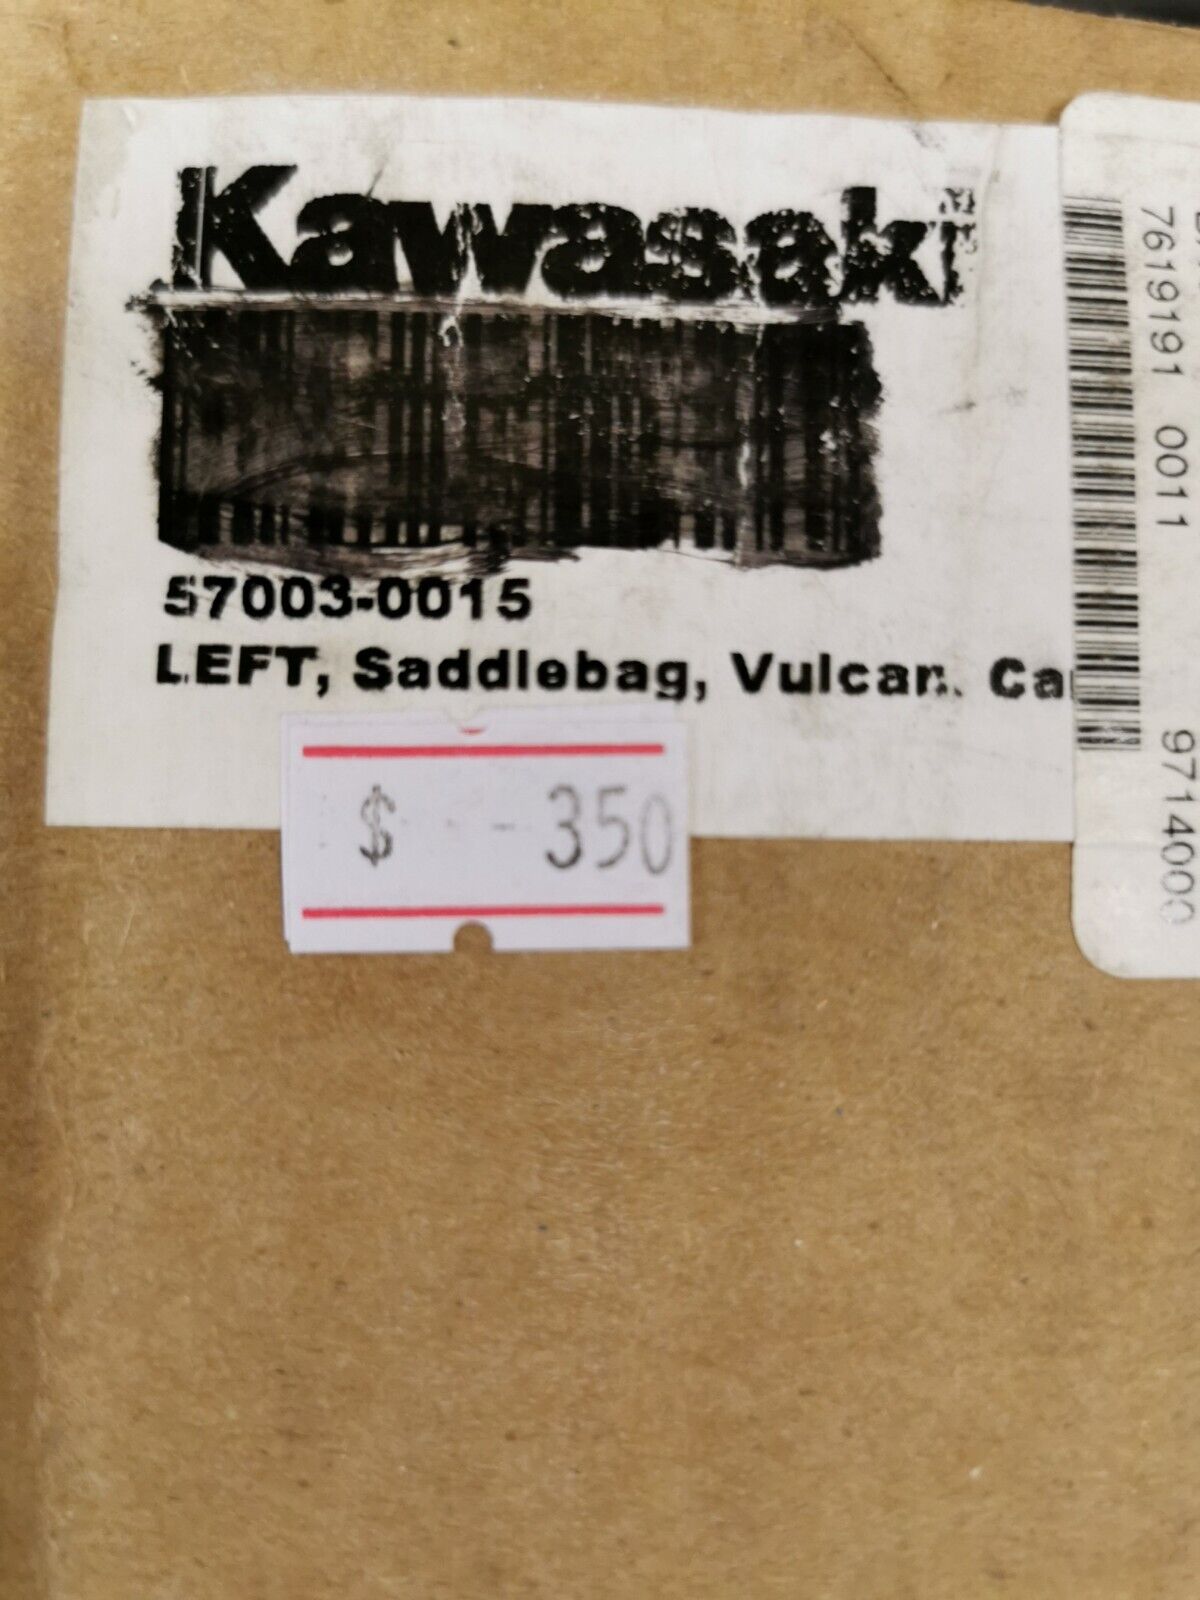 Kawasaki
57003-0015
LEFT, Saddlebag, Vulcan.
$ - 350
7619191 0011
9714000